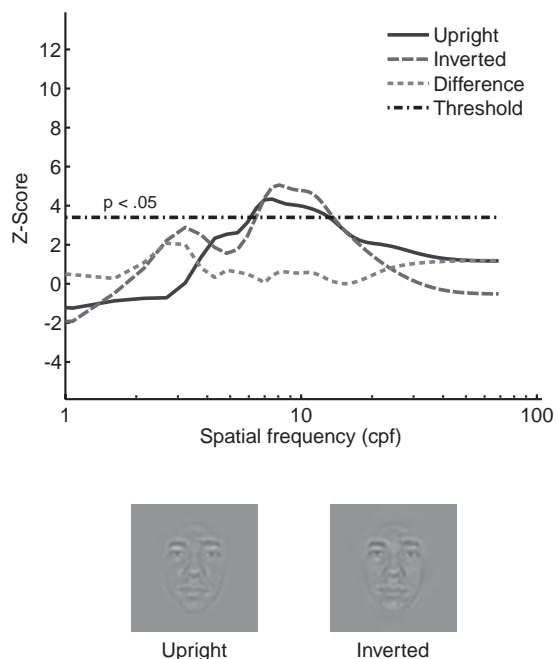 Upright
Inverted
Difference
Threshold
12
10
8
6
4
2
0
-2
-4
Z-Score
p < .05
1
10
100
Spatial frequency (cpf)
Upright
Inverted